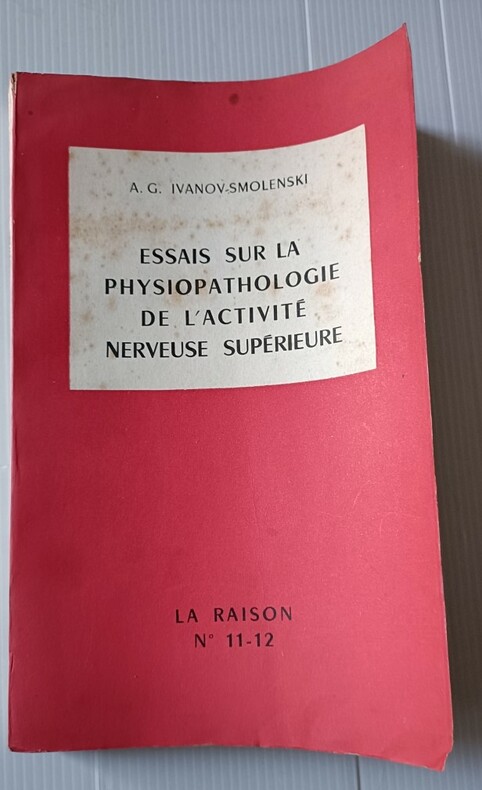 A. G. IVANOV-SMOLENSKI
ESSAIS SUR LA
PHYSIOPATHOLOGIE
DE L'ACTIVITÉ
NERVEUSE SUPÉRIEURE
LA RAISON
N° 11-12